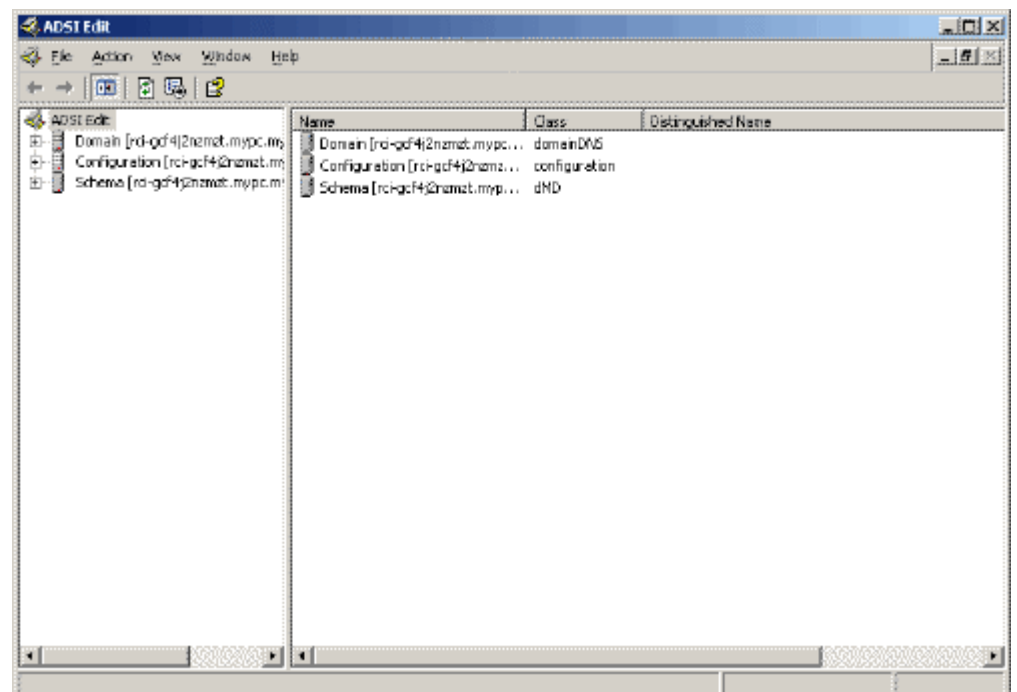 ADSI Edit
File Action View Window Help
ADSI Edit
Domain [rci-gcf4j2nzmzt.mypc.my
Configuration [rci-gcf4j2nzmzt.my
Schema [rci-gcf4j2nzmzt.mypc.m
Name Class Distinguished Name
Domain [rci-gcf4j2nzmzt.mypc... domainDNS
Configuration [rci-gcf4j2nzmz... configuration
Schema [rci-gcf4j2nzmzt.myp... dMD